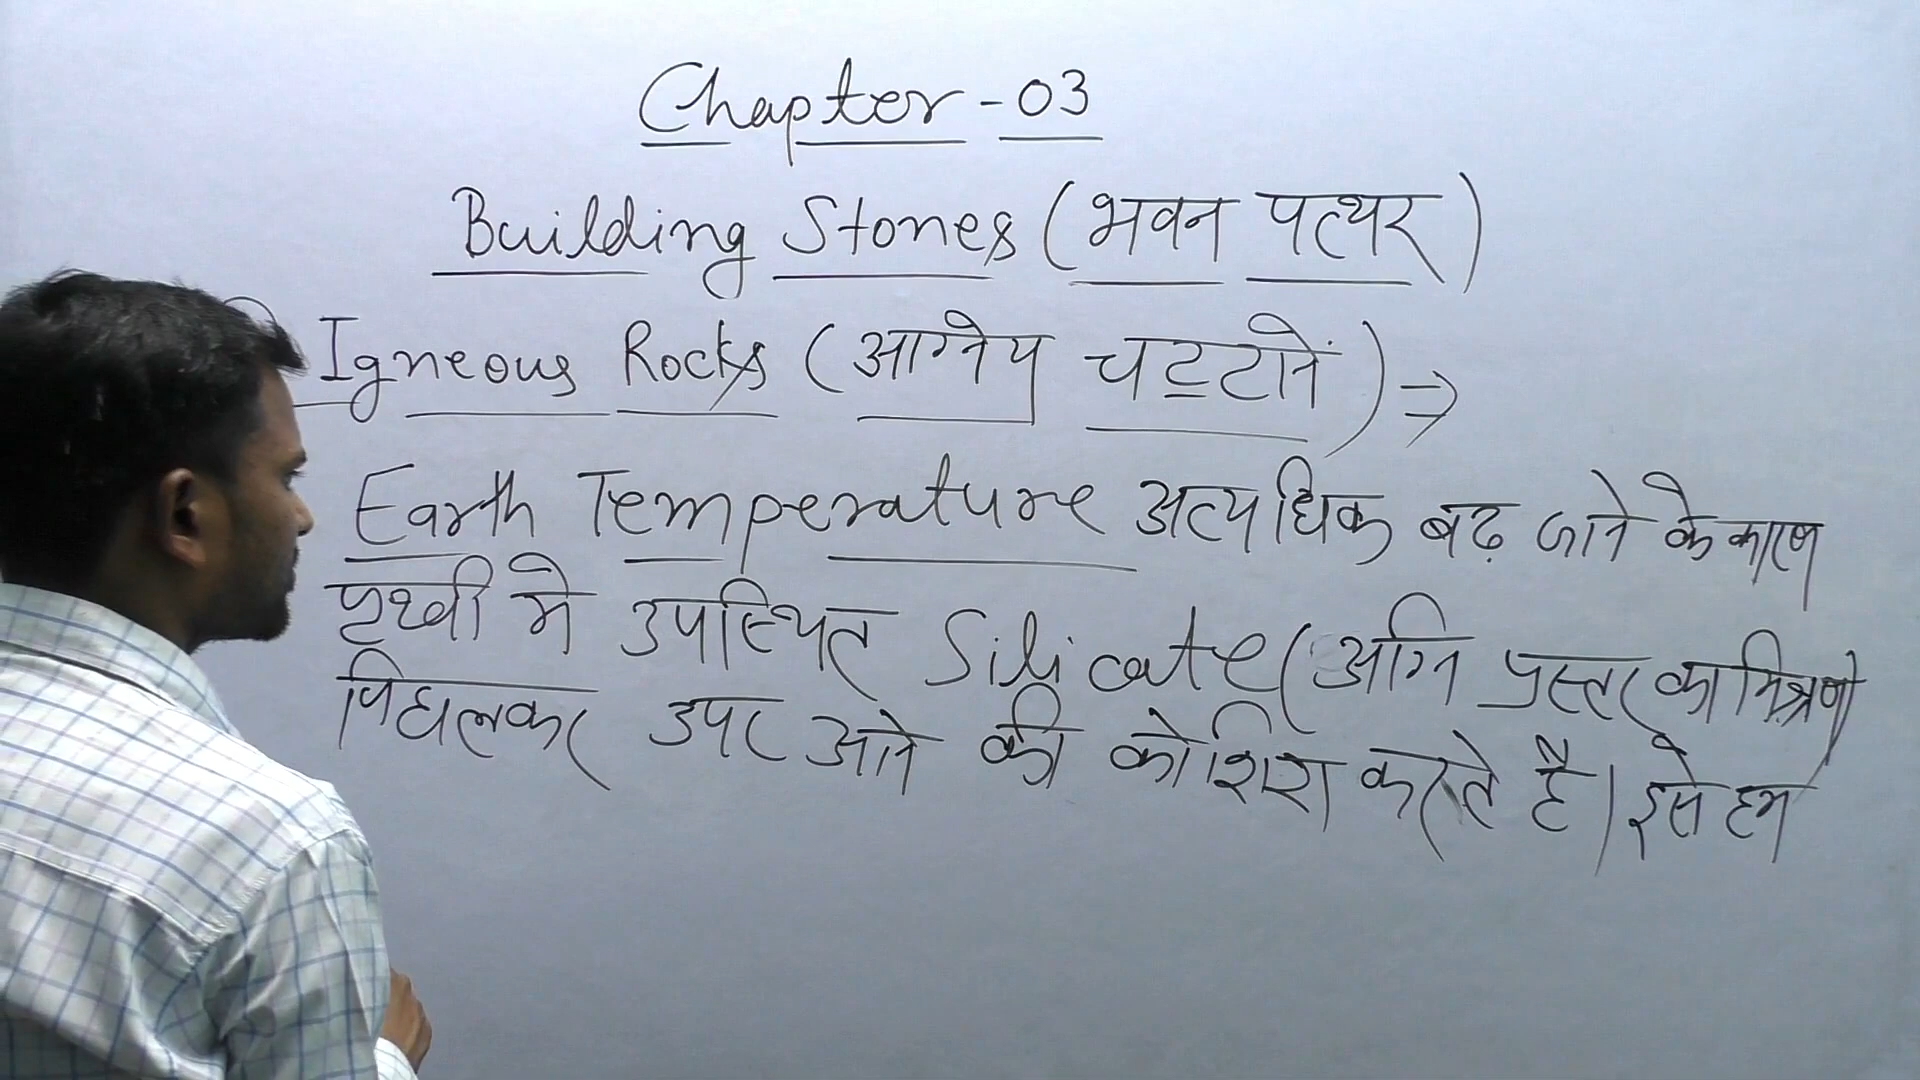 Chapter - 03
Building Stones (भवन पत्थर)
Igneous Rocks (आग्नेय चट्टानें) ⇒
Earth Temperature अत्यधिक बढ़ जाने के कारण
पृथ्वी मे उपस्थित Silicate (अग्नि प्रस्तर का मिश्रण)
पिघलकर उपर आने की कोशिश करते है। इसे हम